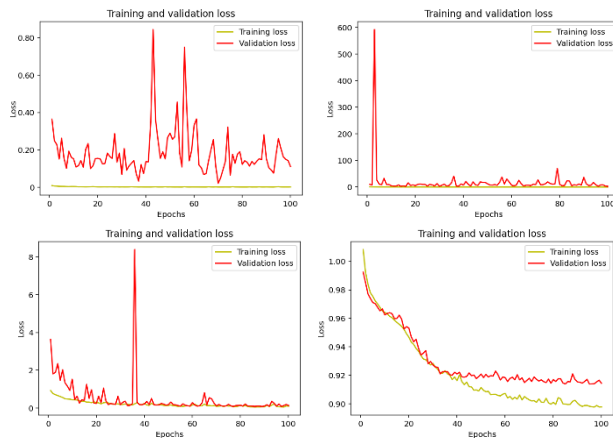 Training and validation loss
Training loss
Validation loss
0.80
0.60
0.40
0.20
0
Loss
0 20 40 60 80 100
Epochs
Training and validation loss
Training loss
Validation loss
600
500
400
300
200
100
0
Loss
0 20 40 60 80 100
Epochs
Training and validation loss
Training loss
Validation loss
8
6
4
2
0
Loss
0 20 40 60 80 100
Epochs
Training and validation loss
Training loss
Validation loss
1.00
0.98
0.96
0.94
0.92
0.90
Loss
0 20 40 60 80 100
Epochs